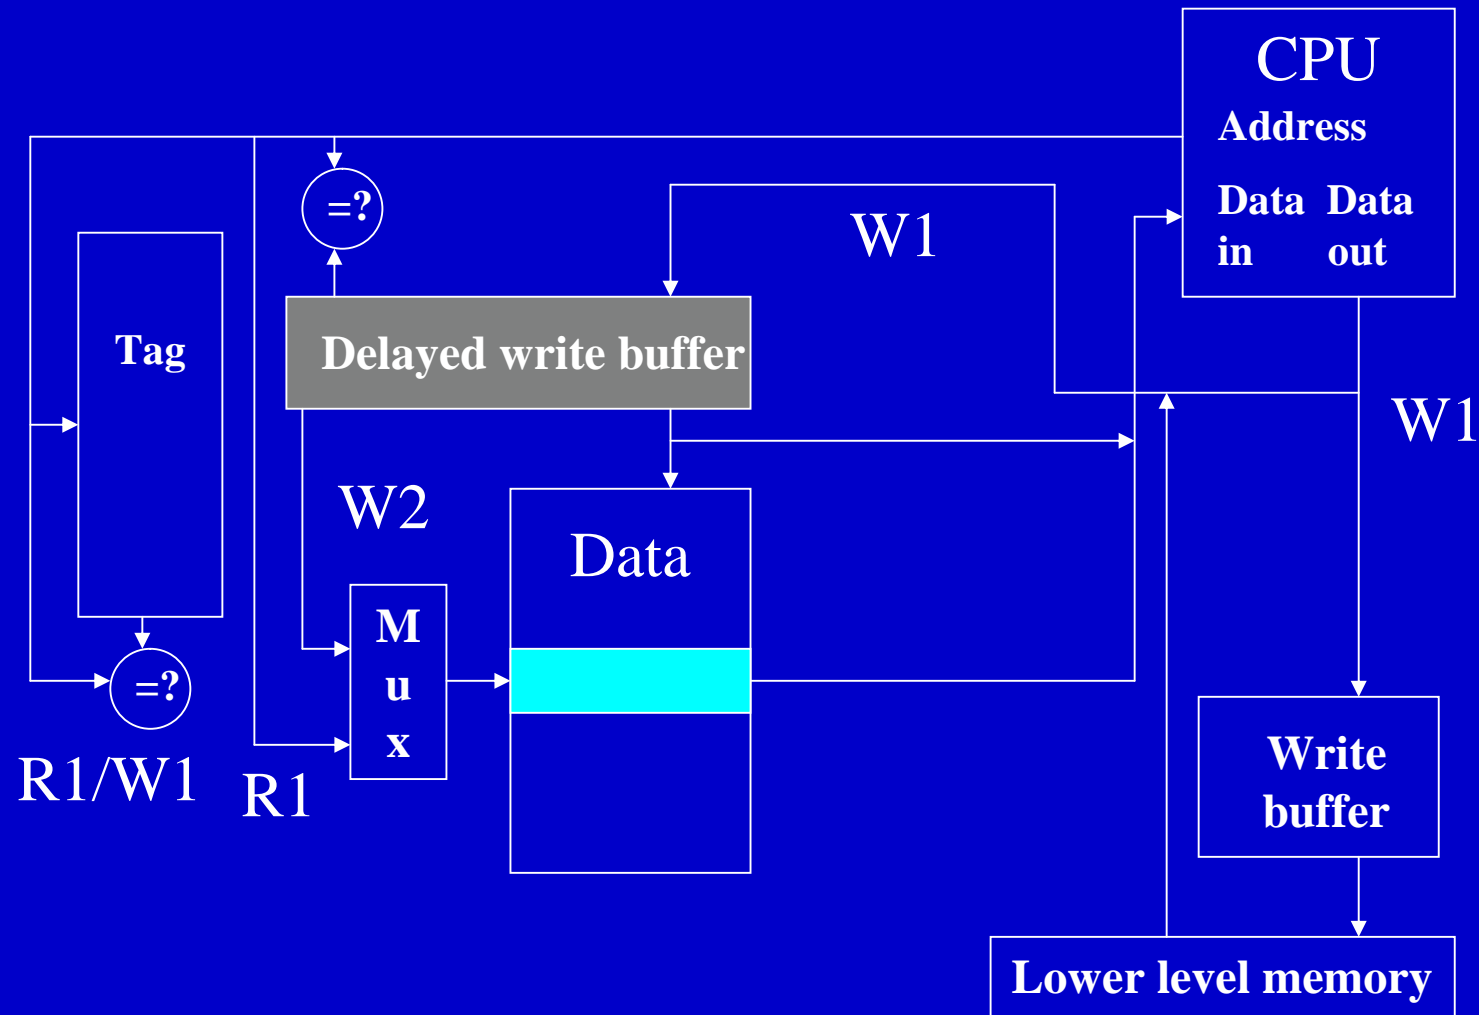 CPU
Address
Data Data
in out
=?
W1
Tag
Delayed write buffer
W1
W2
Data
M
u
x
=?
R1/W1
R1
Write
buffer
Lower level memory